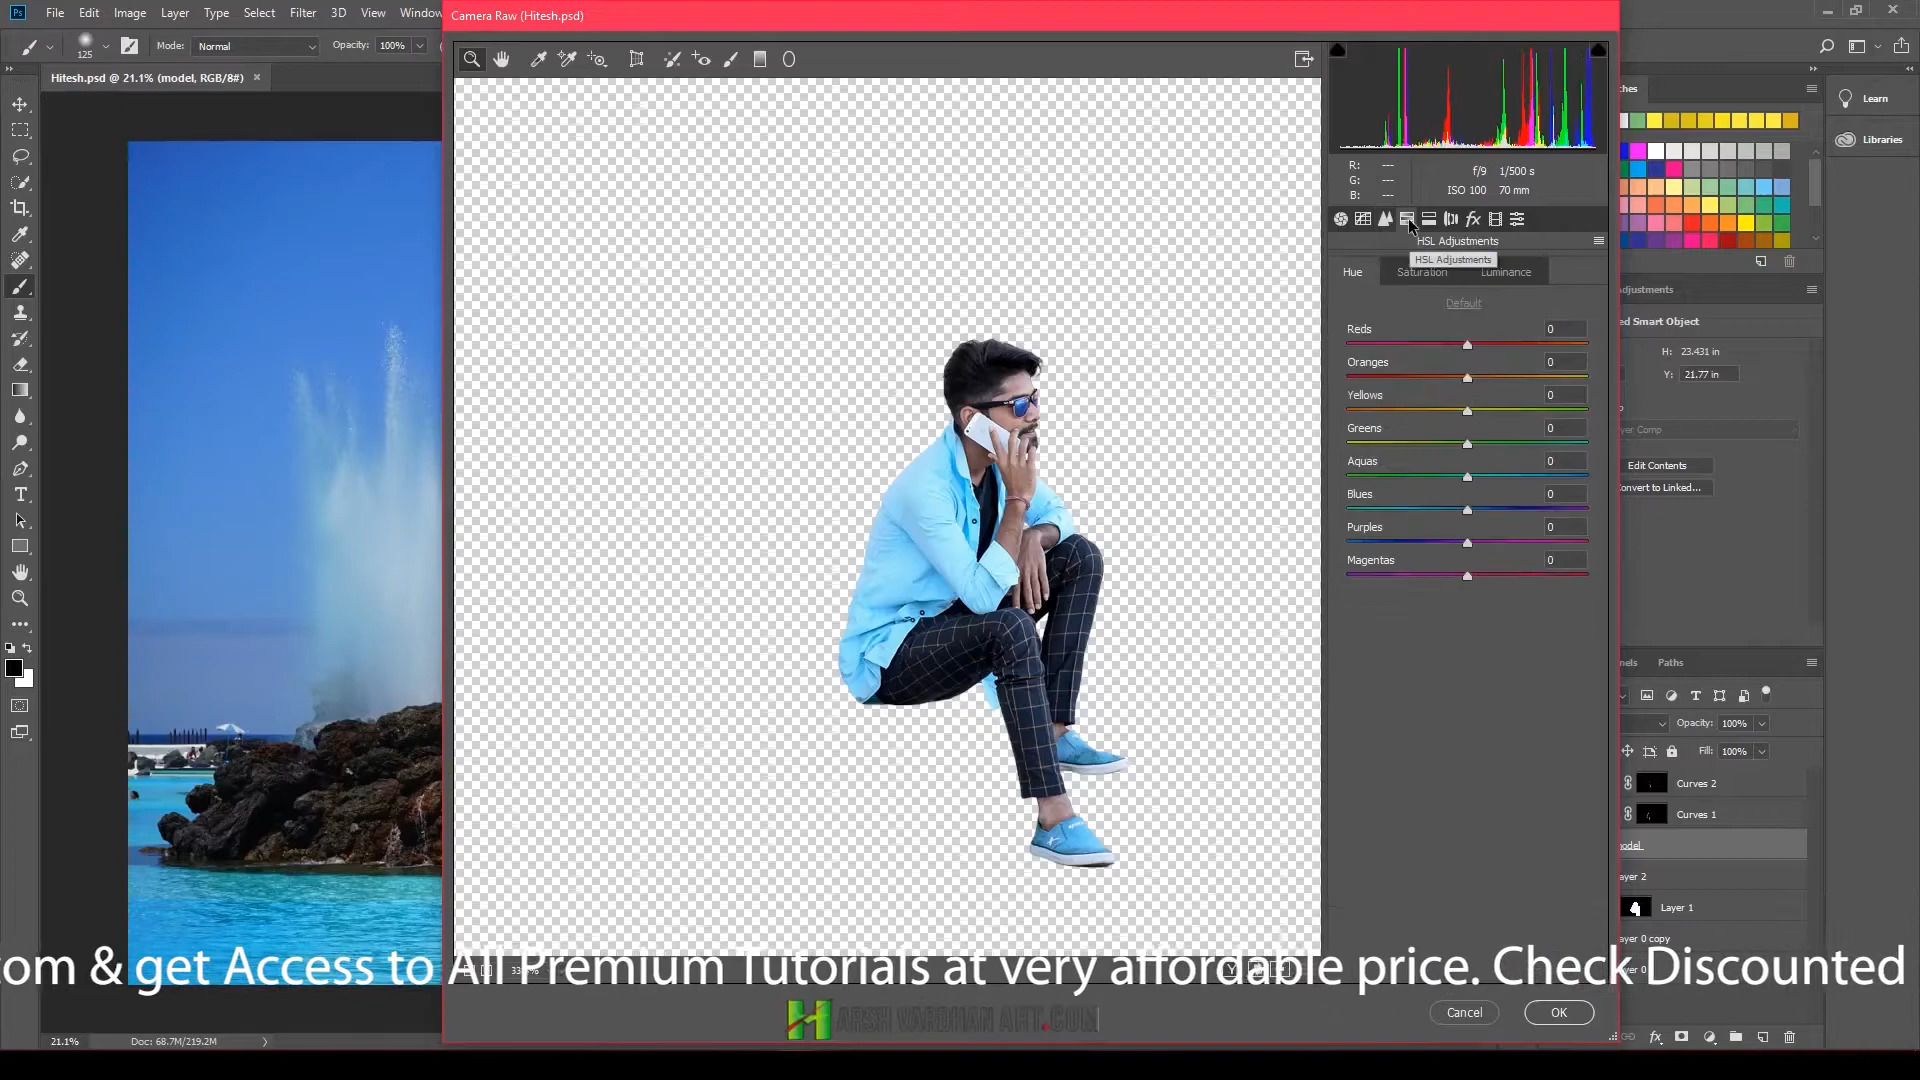 Ps File Edit Image Layer Type Select Filter 3D View Window
Camera Raw (Hitesh.psd)
125 Mode: Normal Opacity: 100%
Hitesh.psd @ 21.1% (model, RGB/8#) ×
R: ---
G: ---
B: ---
f/9 1/500 s
ISO 100 70 mm
HSL Adjustments
HSL Adjustments
Hue Saturation Luminance
Default
Reds 0
Oranges 0
Yellows 0
Greens 0
Aquas 0
Blues 0
Purples 0
Magentas 0
ches
Learn
Libraries
djustments
ed Smart Object
H: 23.431 in
Y: 21.77 in
yer Comp
Edit Contents
onvert to Linked...
nels Paths
Opacity: 100%
Fill: 100%
Curves 2
Curves 1
odel
ayer 2
Layer 1
ayer 0 copy
ayer 0
om & get Access to All Premium Tutorials at very affordable price. Check Discounted
HARSH VARDHAN ART.COM
Cancel OK
21.1% Doc: 68.7M/219.2M